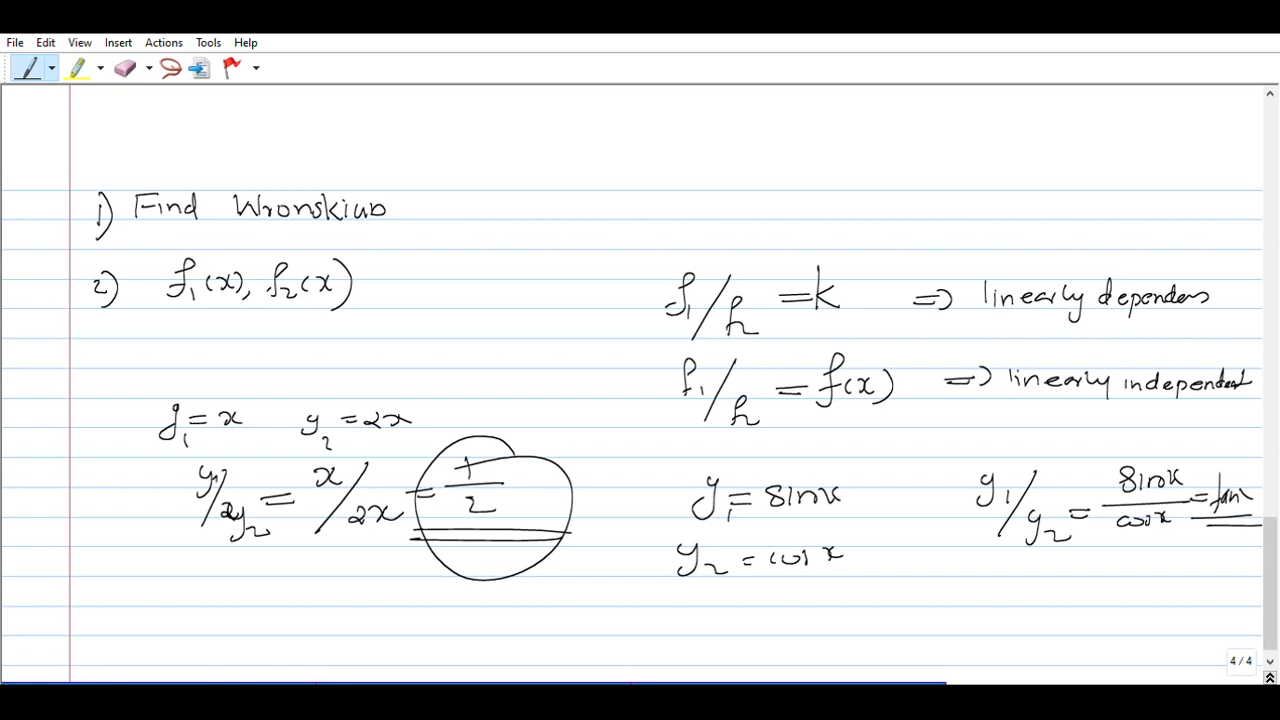 File Edit View Insert Actions Tools Help
1) Find Wronskian
2) f₁(x), f₂(x)
f₁/f₂ = k ⇒ linearly dependent
f₁/f₂ = f(x) ⇒ linearly independent
y₁ = x y₂ = 2x
y₁/y₂ = x/2x = 1/2
y₁ = sinx
y₂ = cos x
y₁/y₂ = sinx/cosx = tanx
4 / 4